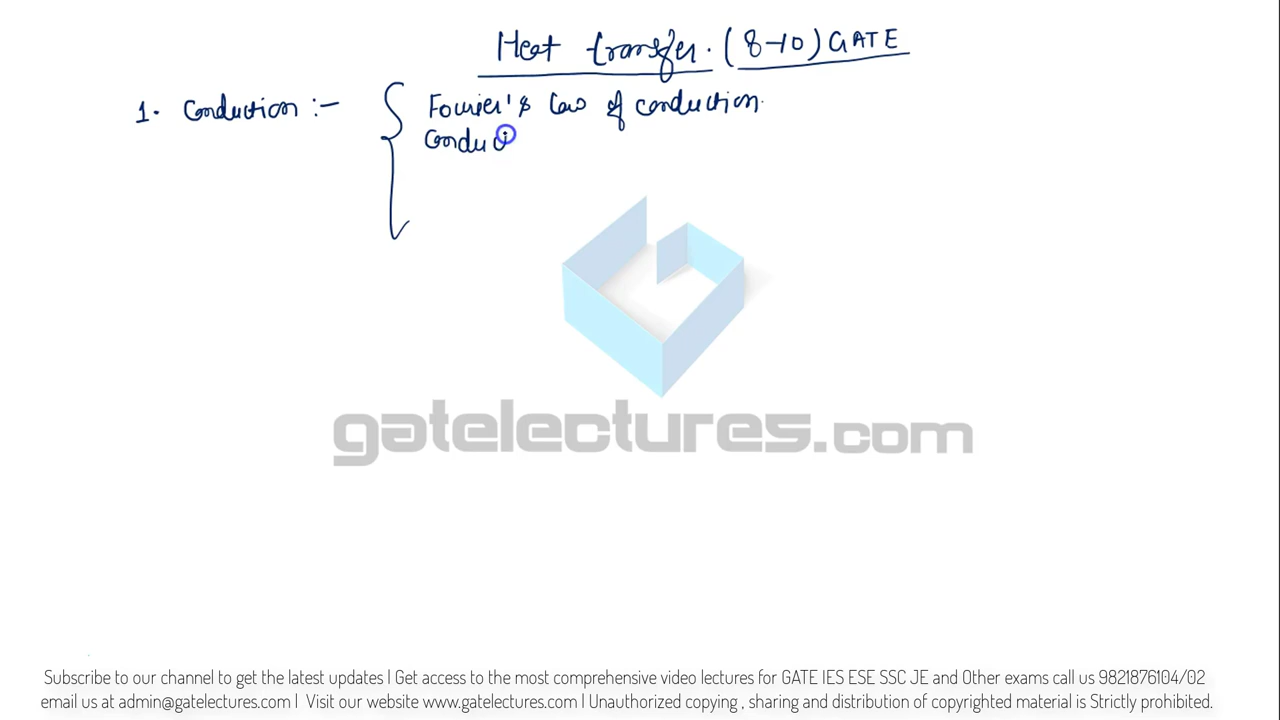 Heat transfer. (8-10) GATE
1. Conduction :- Fourier's law of conduction.
Conduc
gatelectures.com
Subscribe to our channel to get the latest updates | Get access to the most comprehensive video lectures for GATE IES ESE SSC JE and Other exams call us 9821876104/02
email us at admin@gatelectures.com | Visit our website www.gatelectures.com | Unauthorized copying , sharing and distribution of copyrighted material is Strictly prohibited.